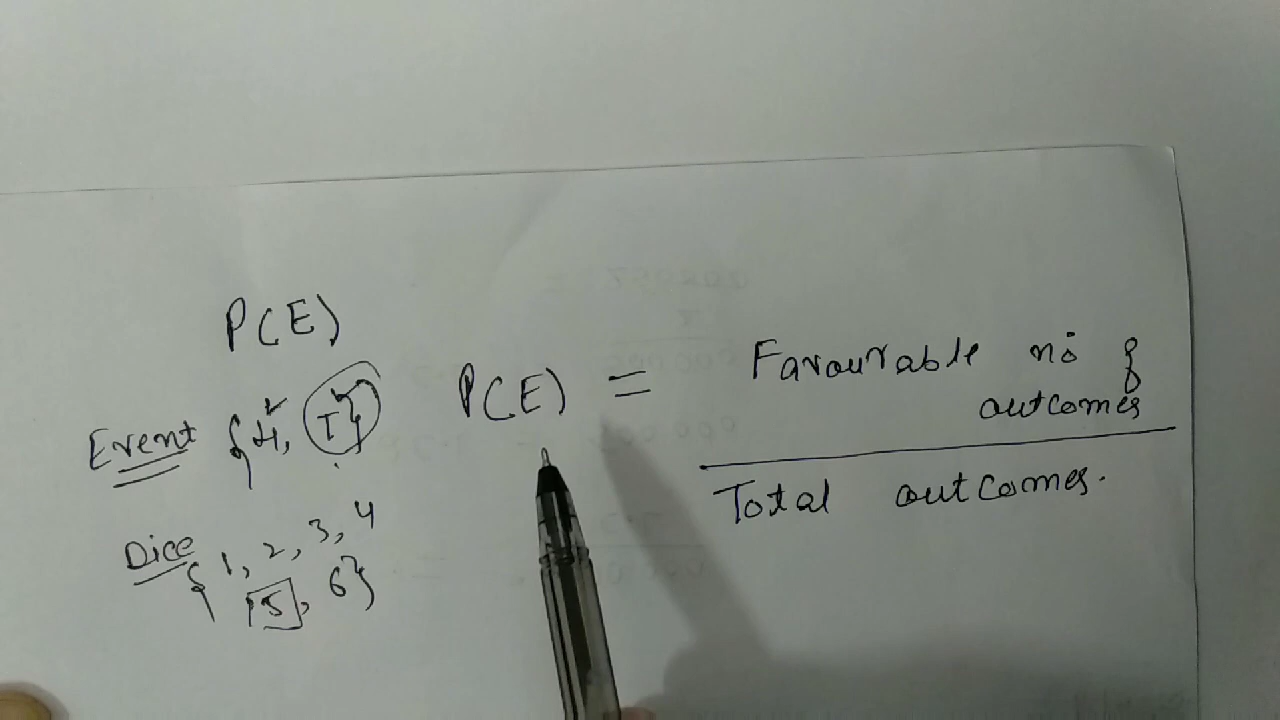 P(E)
P(E) = Favourable no of
outcomes
Total outcomes.
Event {H, T}
Dice
{1, 2, 3, 4
5, 6}